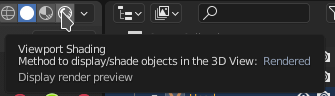 Viewport Shading
Method to display/shade objects in the 3D View: Rendered
Display render preview